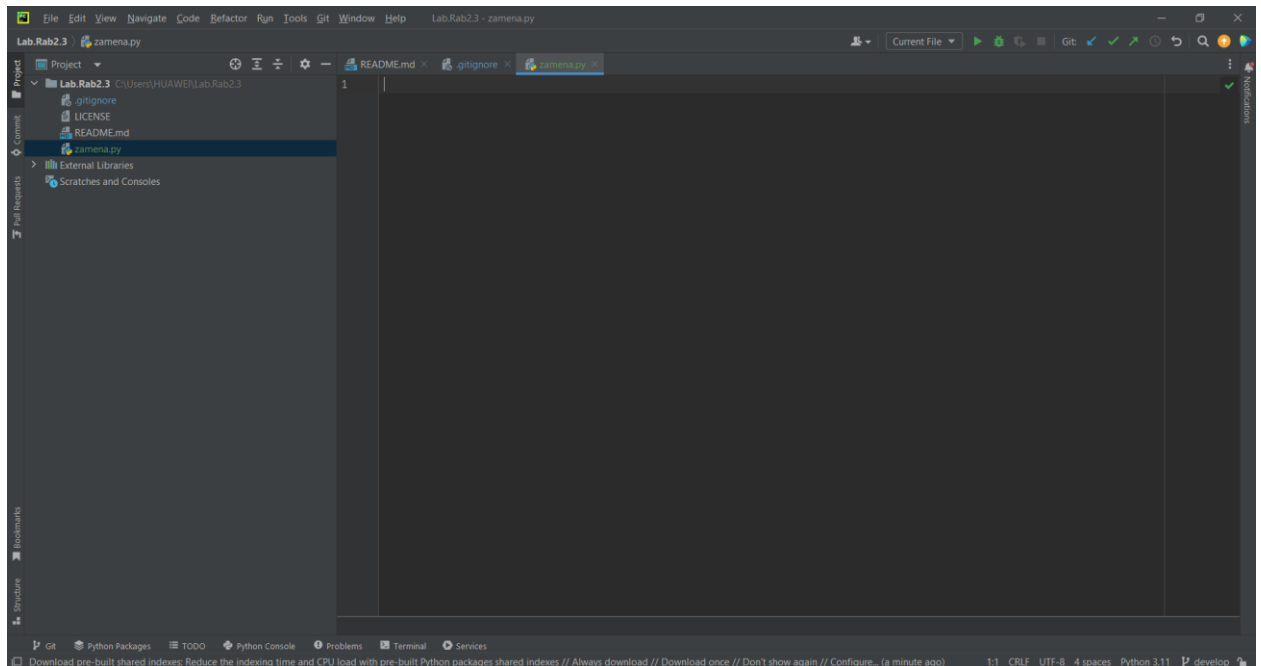 File Edit View Navigate Code Refactor Run Tools Git Window Help Lab.Rab2.3 - zamena.py
Lab.Rab2.3 zamena.py Current File Git:
Project README.md .gitignore zamena.py
Lab.Rab2.3 C:\Users\HUAWEI\Lab.Rab2.3 1
.gitignore
LICENSE
README.md
zamena.py
External Libraries
Scratches and Consoles
Project
Commit
Pull Requests
Bookmarks
Structure
Notifications
Git Python Packages TODO Python Console Problems Terminal Services
Download pre-built shared indexes: Reduce the indexing time and CPU load with pre-built Python packages shared indexes // Always download // Download once // Don't show again // Configure... (a minute ago) 1:1 CRLF UTF-8 4 spaces Python 3.11 develop